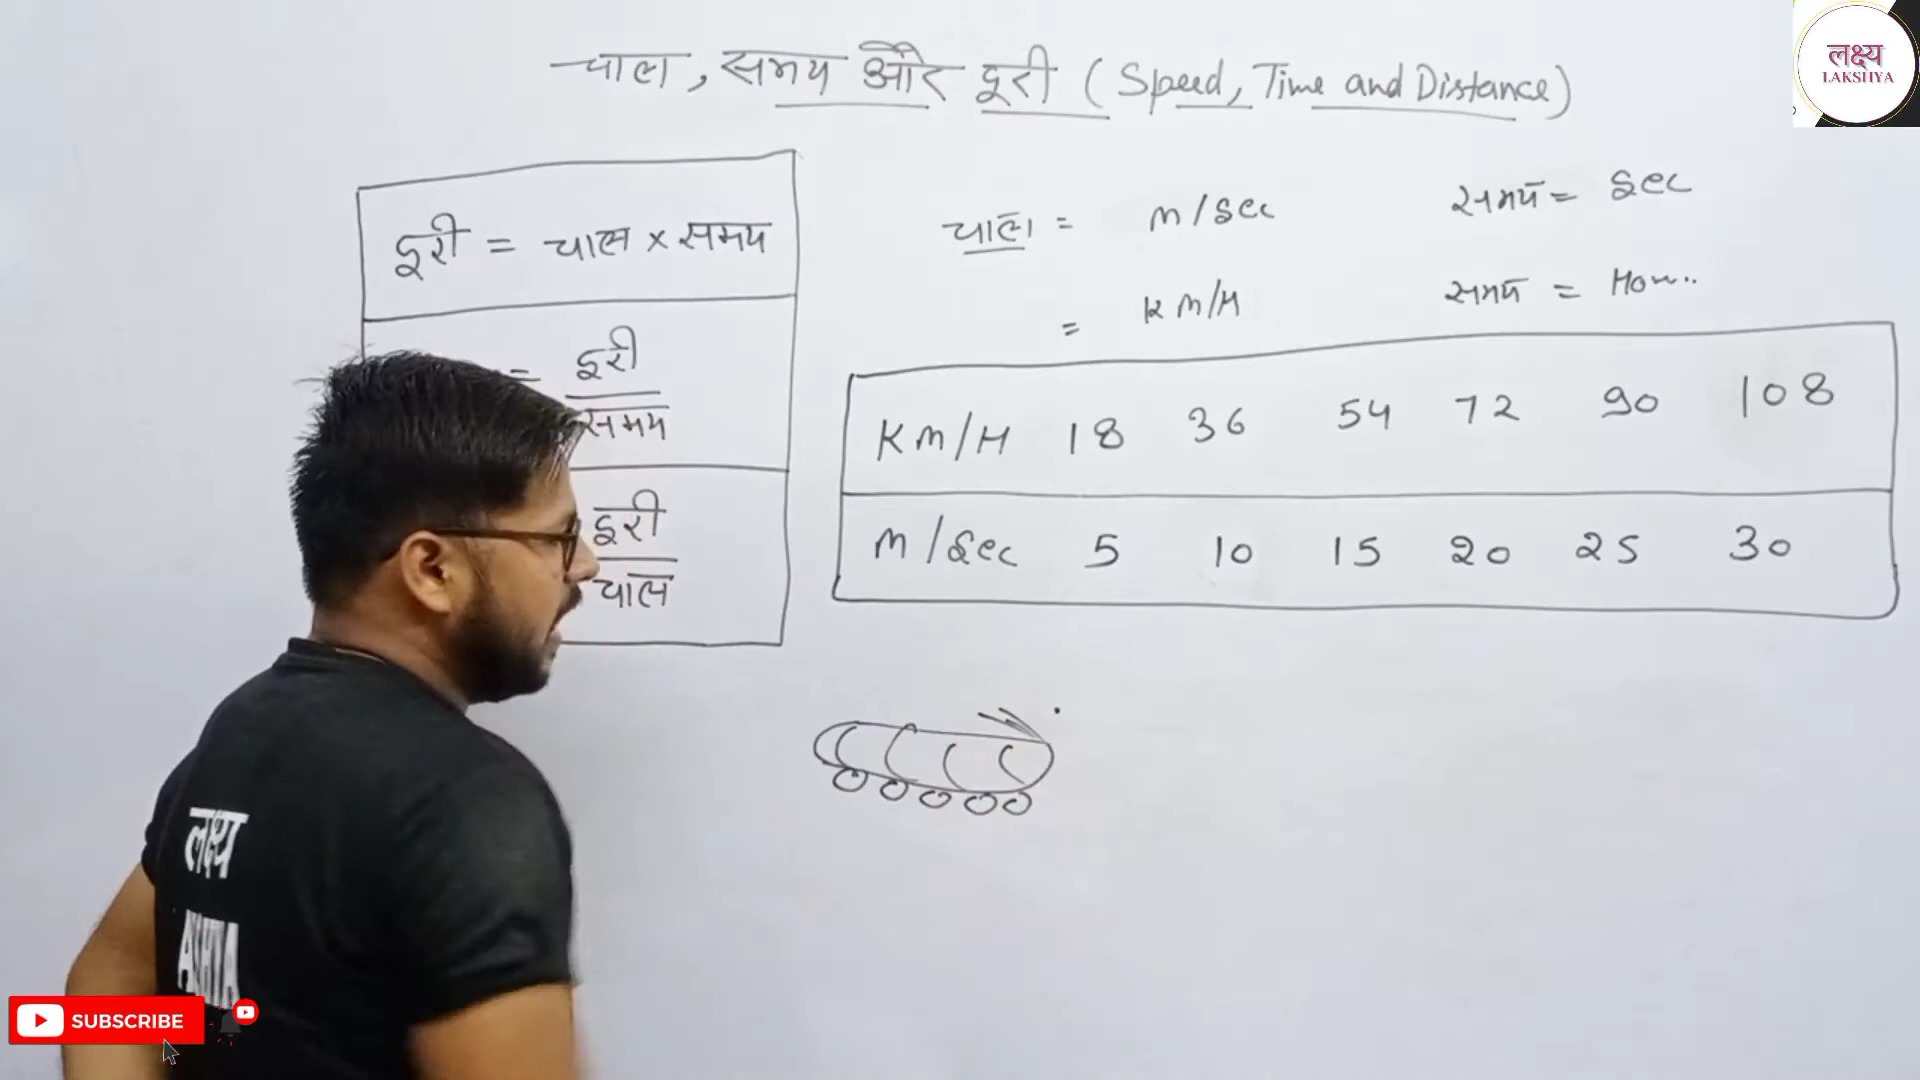 चाल, समय और दूरी (Speed, Time and Distance)
लक्ष्य
LAKSHYA
दूरी = चाल × समय
= दूरी
समय
दूरी
चाल
चाल = m/sec
समय = sec
= Km/H
समय = Hour..
Km/H 18 36 54 72 90 108
m/sec 5 10 15 20 25 30
लक्ष्य
SUBSCRIBE